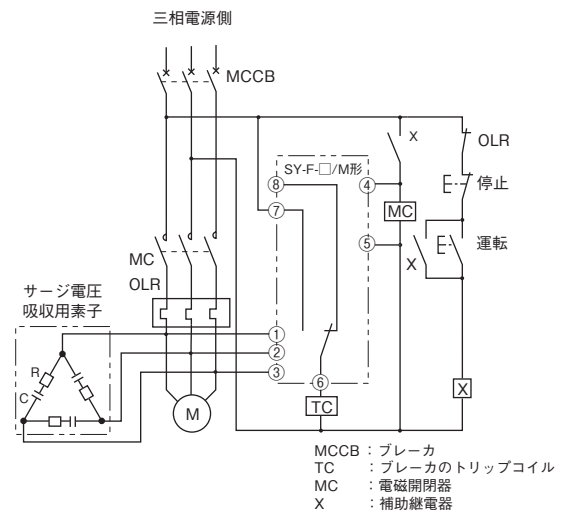 三相電源側
MCCB
X
OLR
SY-F-□/M形
⑧
④
停止
⑦
MC
⑤
運転
MC
X
OLR
サージ電圧
吸収用素子
①
②
③
R
C
⑥
X
M
TC
MCCB：ブレーカ
TC：ブレーカのトリップコイル
MC：電磁開閉器
X：補助継電器